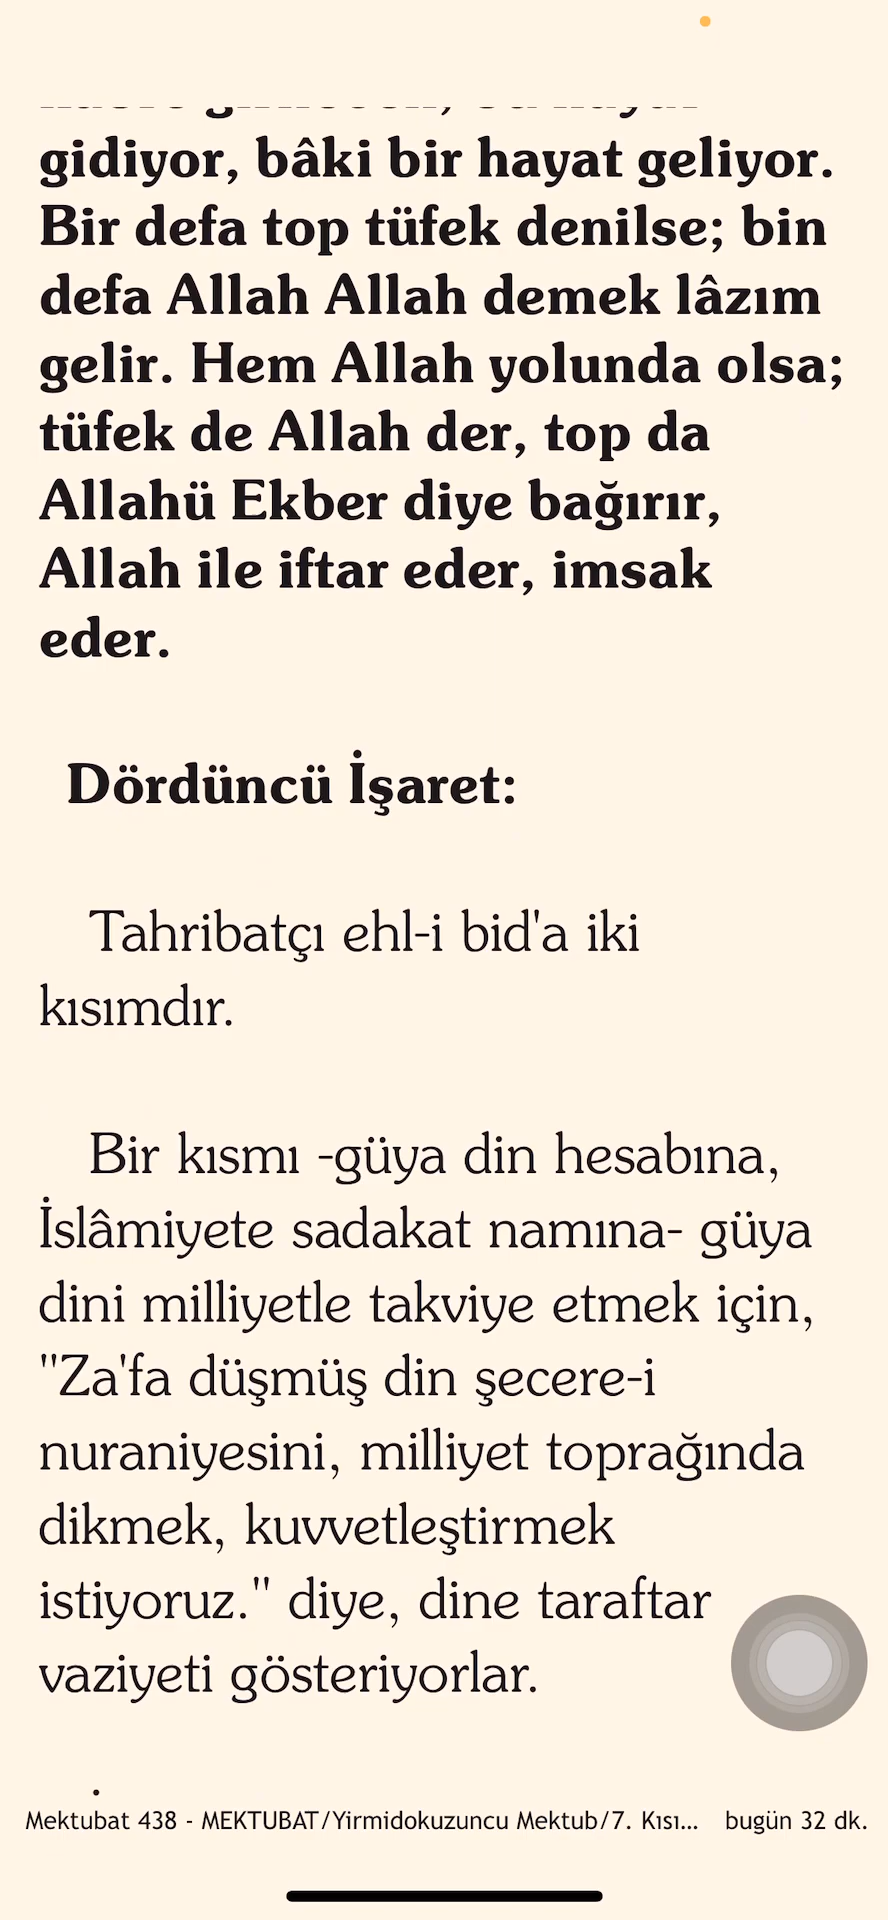 gidiyor, bâki bir hayat geliyor.
Bir defa top tüfek denilse; bin
defa Allah Allah demek lâzım
gelir. Hem Allah yolunda olsa;
tüfek de Allah der, top da
Allahü Ekber diye bağırır,
Allah ile iftar eder, imsak
eder.
Dördüncü İşaret:
Tahribatçı ehl-i bid'a iki
kısımdır.
Bir kısmı -güya din hesabına,
İslâmiyete sadakat namına- güya
dini milliyetle takviye etmek için,
"Za'fa düşmüş din şecere-i
nuraniyesini, milliyet toprağında
dikmek, kuvvetleştirmek
istiyoruz." diye, dine taraftar
vaziyeti gösteriyorlar.
Mektubat 438 - MEKTUBAT/Yirmidokuzuncu Mektub/7. Kısı... bugün 32 dk.